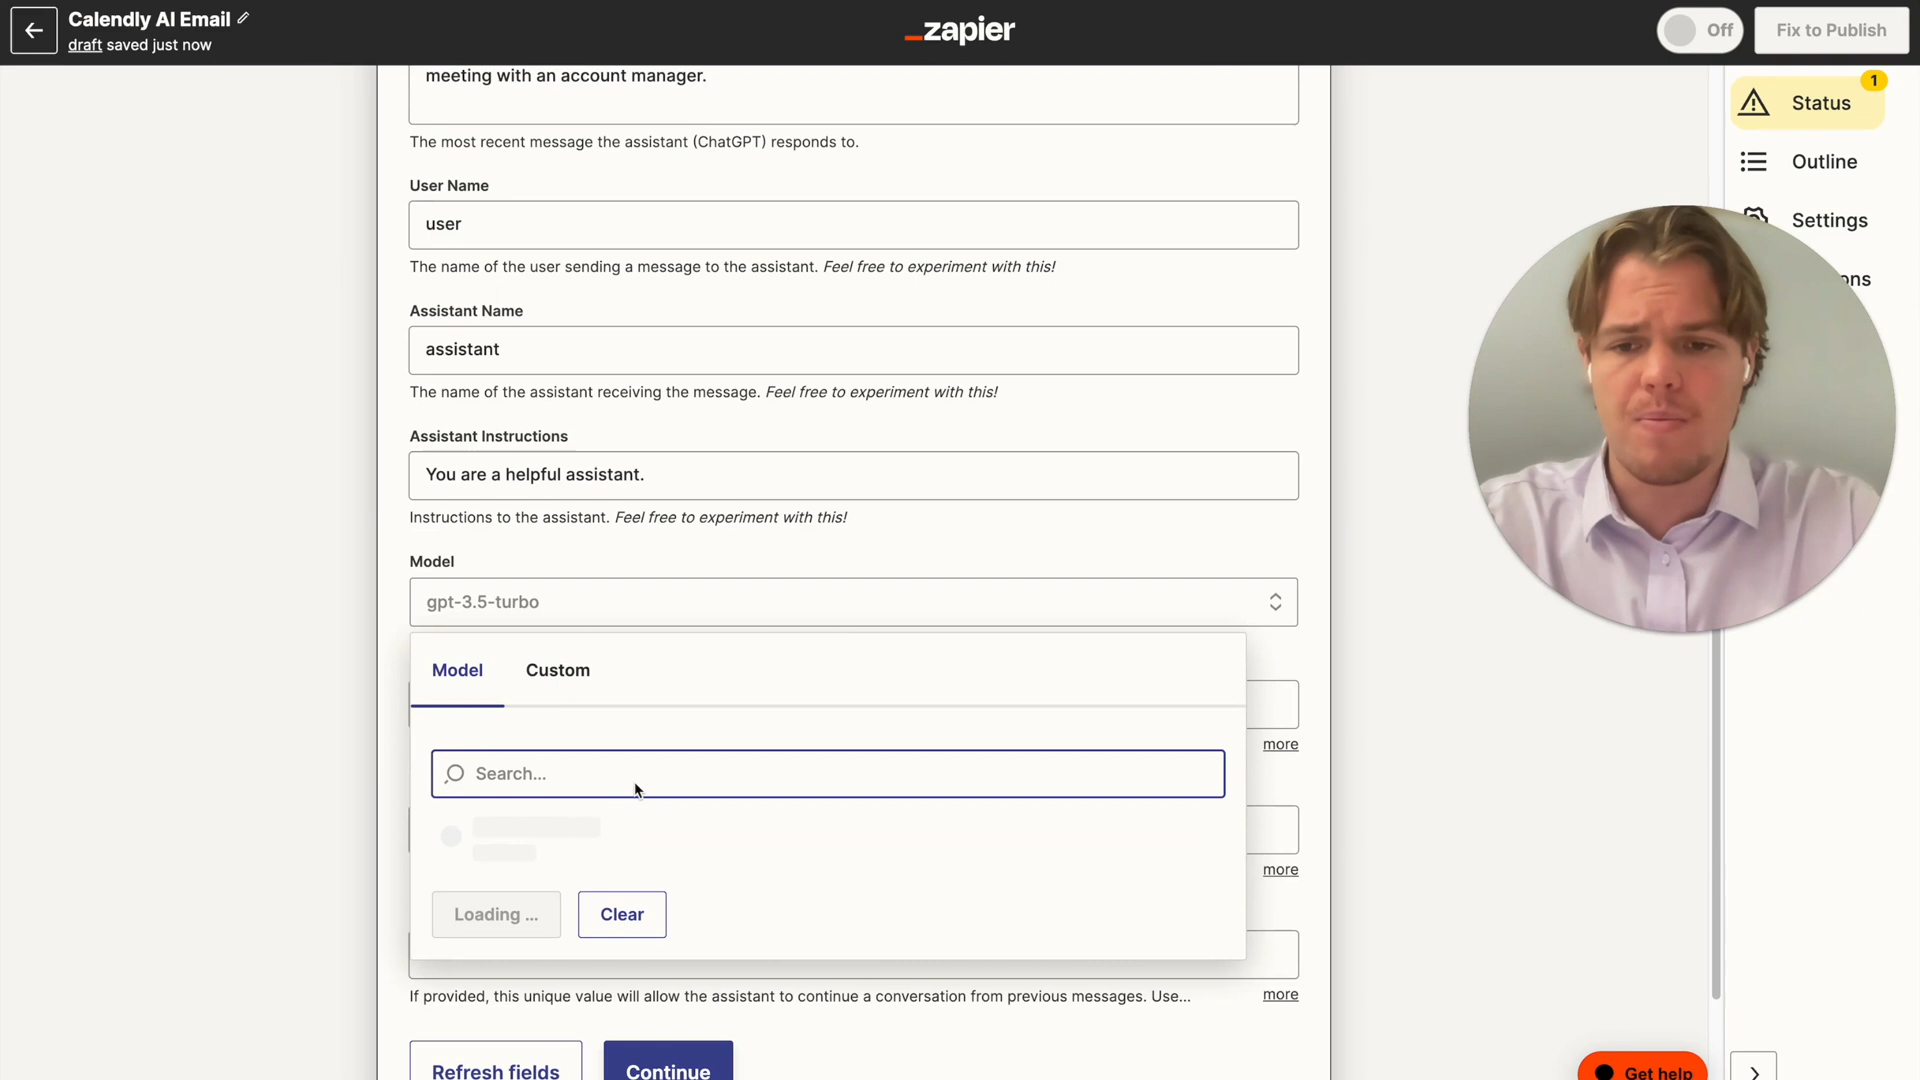 Calendly AI Email
draft saved just now
_zapier
Off
Fix to Publish
meeting with an account manager.
The most recent message the assistant (ChatGPT) responds to.
User Name
user
The name of the user sending a message to the assistant. Feel free to experiment with this!
Assistant Name
assistant
The name of the assistant receiving the message. Feel free to experiment with this!
Assistant Instructions
You are a helpful assistant.
Instructions to the assistant. Feel free to experiment with this!
Model
gpt-3.5-turbo
Model Custom
Search...
more
more
Loading ... Clear
If provided, this unique value will allow the assistant to continue a conversation from previous messages. Use... more
Refresh fields Continue
1
Status
Outline
Settings
Get help